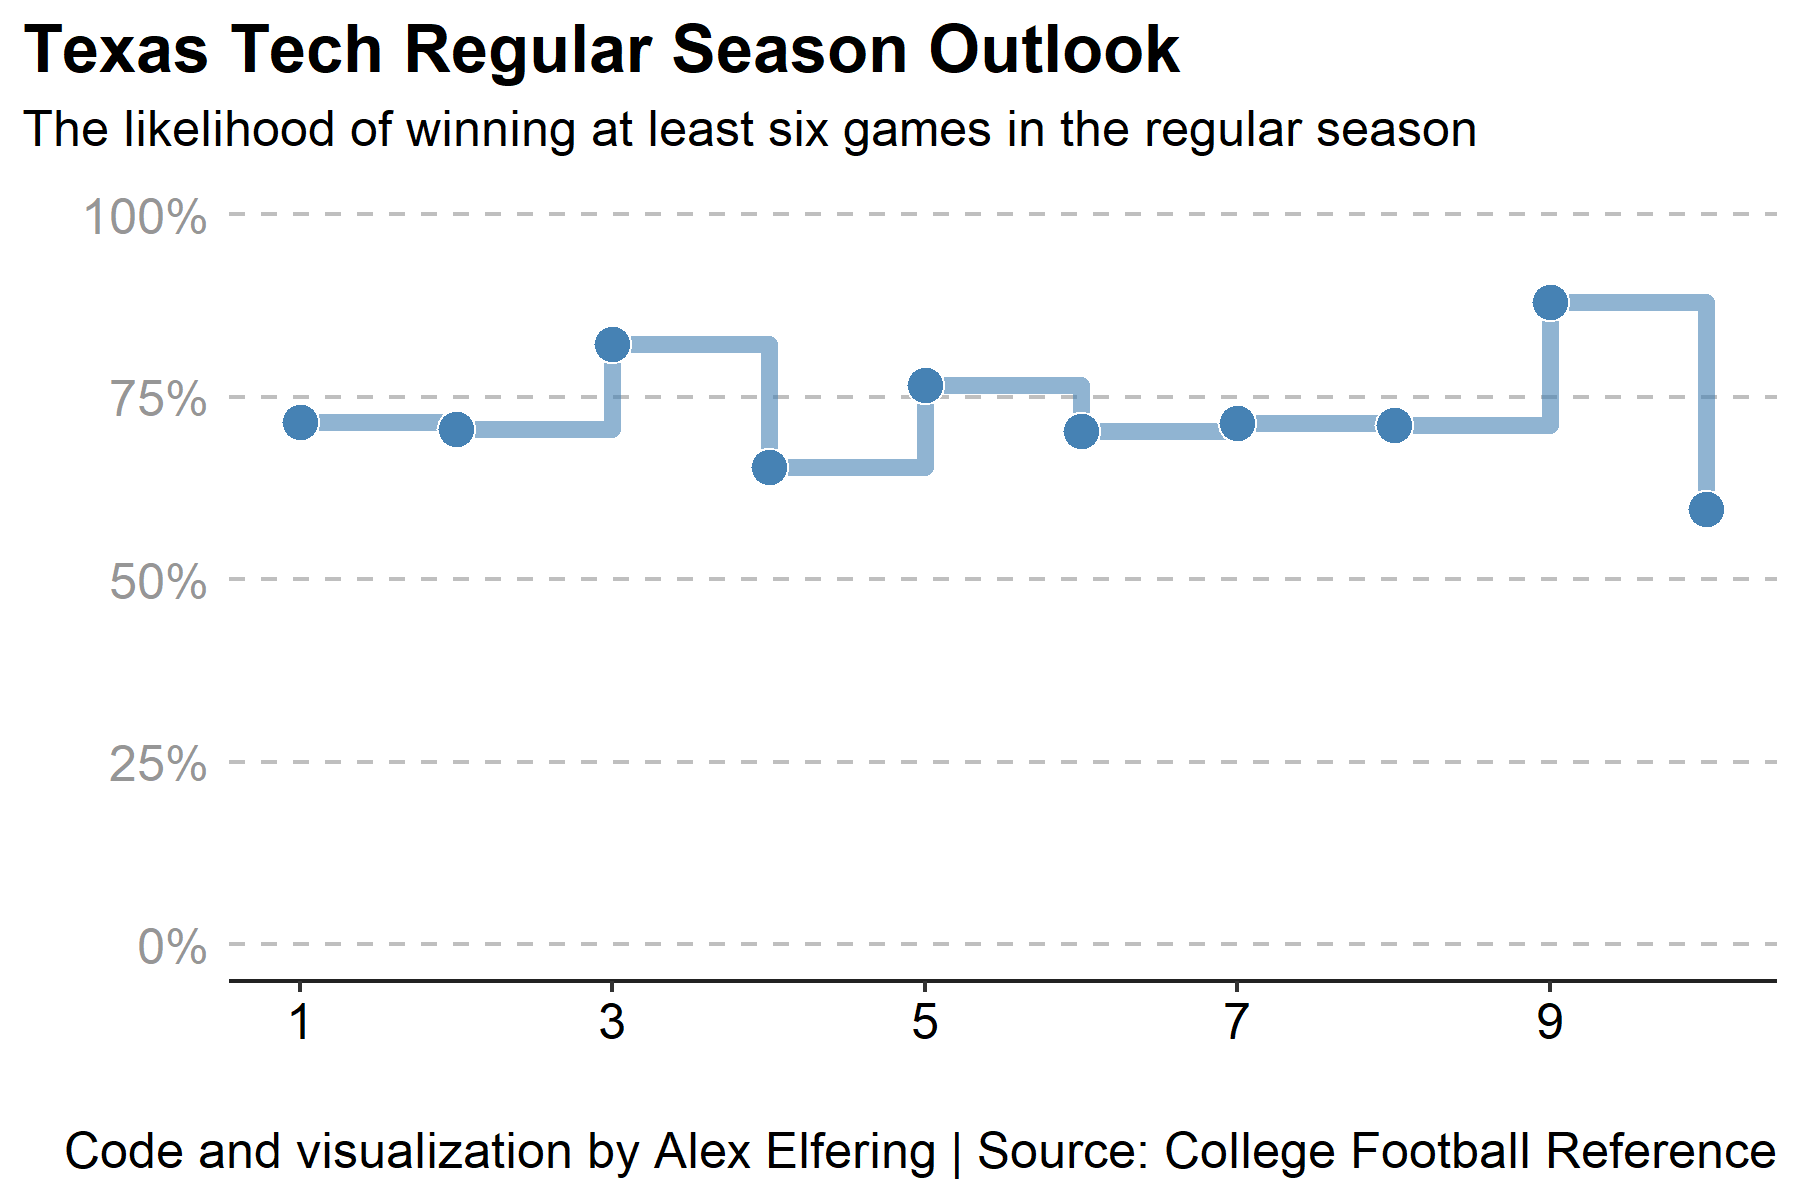 Texas Tech Regular Season Outlook
The likelihood of winning at least six games in the regular season
100%
75%
50%
25%
0%
1 3 5 7 9
Code and visualization by Alex Elfering | Source: College Football Reference